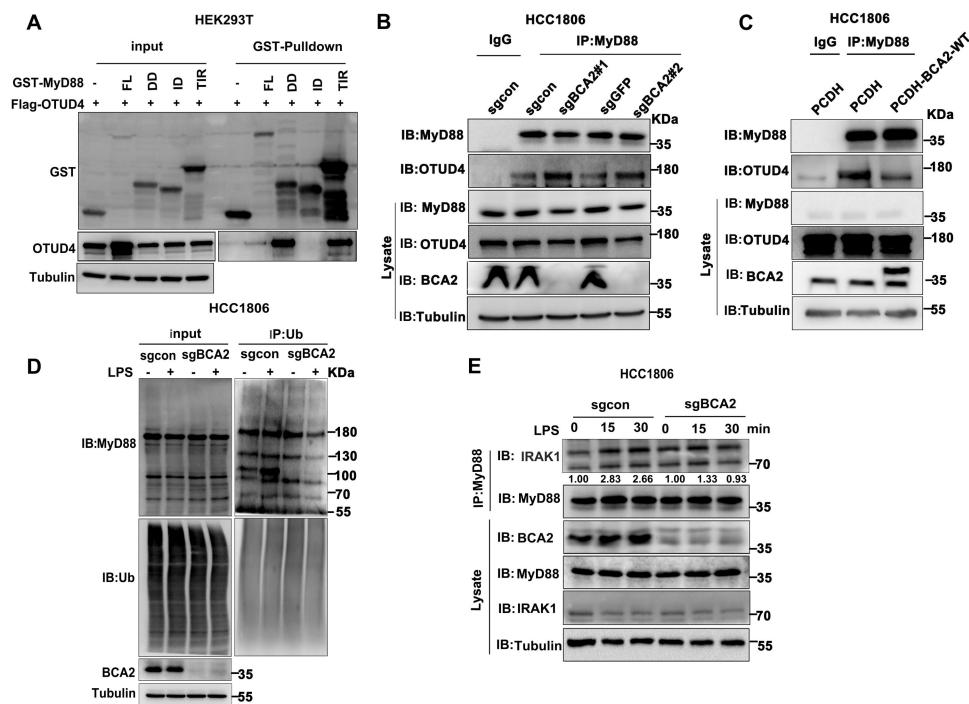 A
HEK293T
input
GST-Pulldown
GST-MyD88 - FL DD ID TIR - FL DD ID TIR
Flag-OTUD4 + + + + + + + + + +
GST
OTUD4
Tubulin
B
HCC1806
IgG
IP:MyD88
sgcon sgcon sgBCA2#1 sgGFP sgBCA2#2
KDa
IB:MyD88
35
IB:OTUD4
180
Lysate
IB: MyD88
35
IB: OTUD4
180
IB: BCA2
35
IB:Tubulin
55
C
HCC1806
IgG
IP:MyD88
PCDH PCDH PCDH-BCA2-WT
KDa
IB:MyD88
35
IB:OTUD4
180
Lysate
IB: MyD88
35
IB:OTUD4
180
IB: BCA2
35
IB:Tubulin
55
D
HCC1806
input
IP:Ub
sgcon sgBCA2 sgcon sgBCA2
LPS - + - + - + - + KDa
IB:MyD88
180
130
100
70
55
IB:Ub
BCA2
35
Tubulin
55
E
HCC1806
sgcon
sgBCA2
LPS 0 15 30 0 15 30 min
IP:MyD88
IB: IRAK1
70
1.00 2.83 2.66 1.00 1.33 0.93
IB: MyD88
35
Lysate
IB: BCA2
35
IB:MyD88
35
IB:IRAK1
70
IB:Tubulin
55